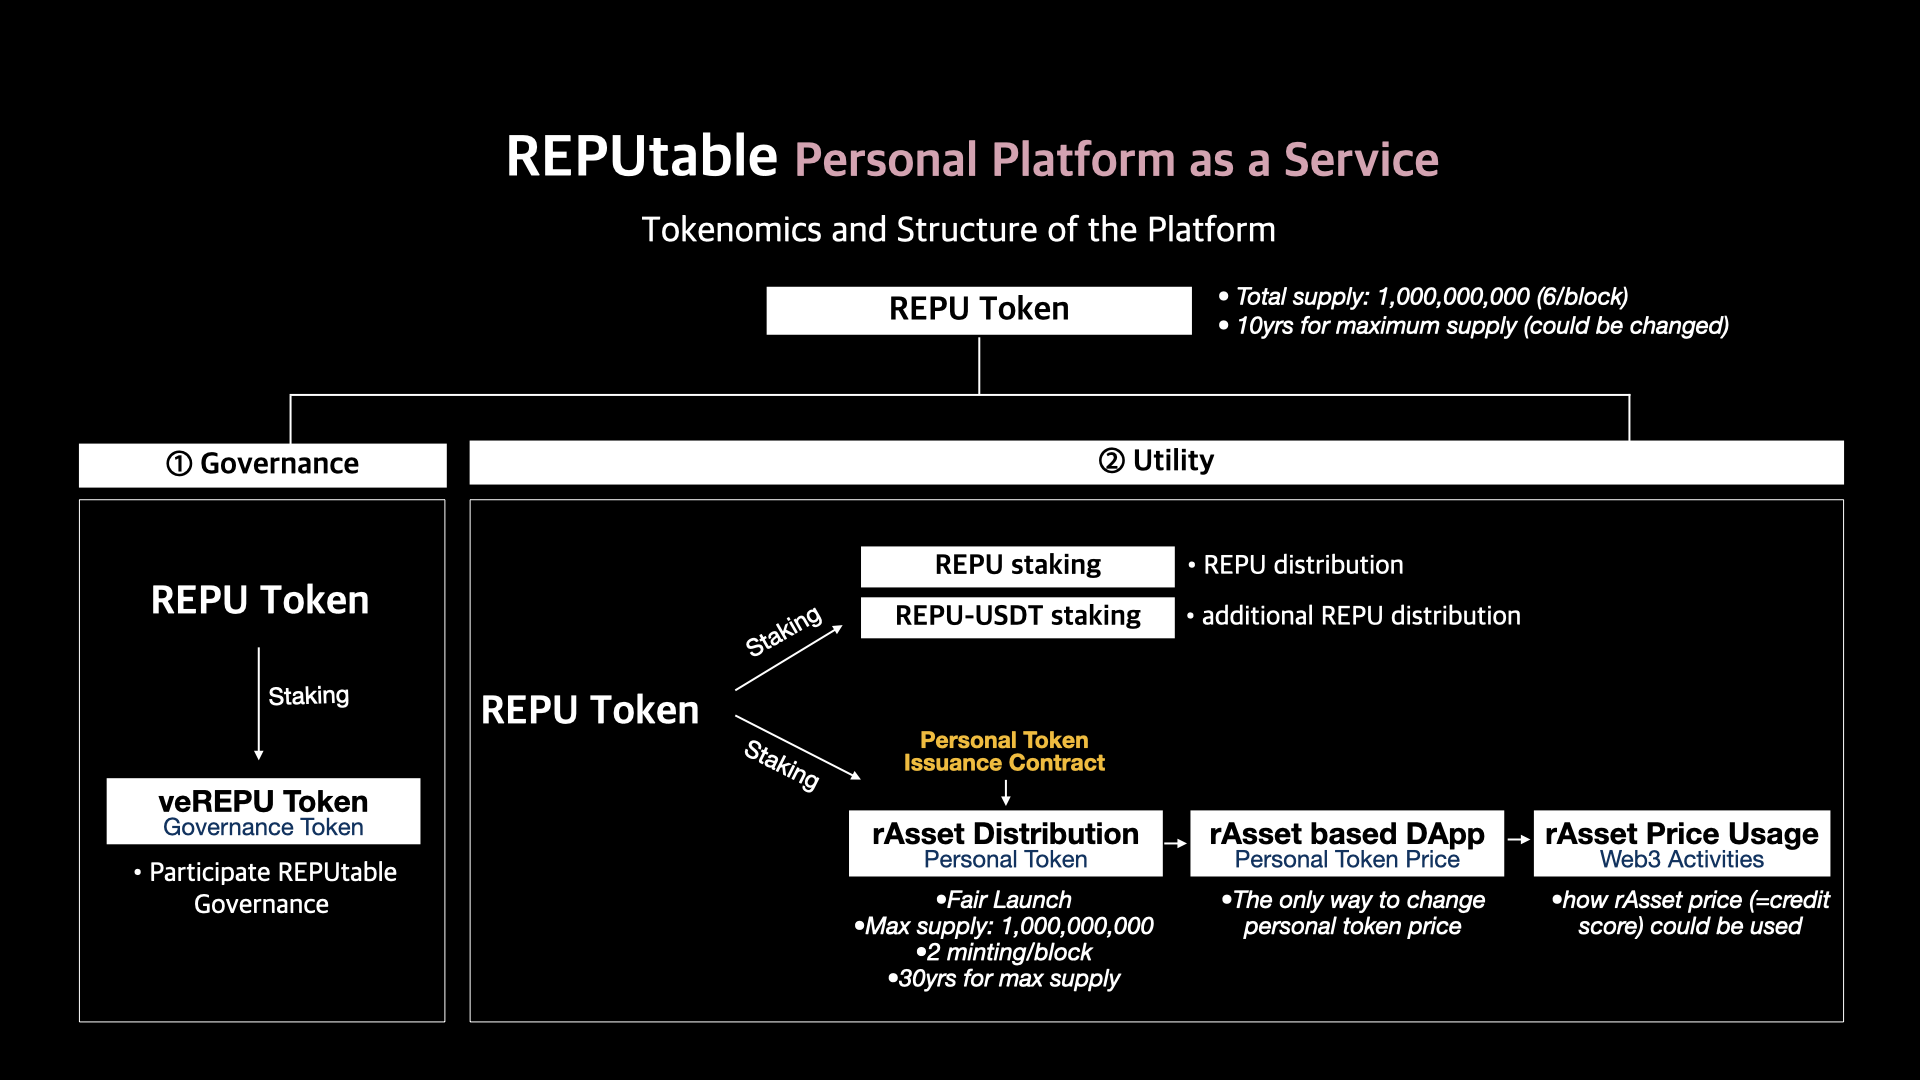 REPUtable Personal Platform as a Service
Tokenomics and Structure of the Platform
REPU Token
• Total supply: 1,000,000,000 (6/block)
• 10yrs for maximum supply (could be changed)
① Governance
② Utility
REPU Token
Staking
veREPU Token
Governance Token
• Participate REPUtable
Governance
REPU Token
Staking
REPU staking
• REPU distribution
REPU-USDT staking
• additional REPU distribution
Staking
Personal Token
Issuance Contract
rAsset Distribution
Personal Token
•Fair Launch
•Max supply: 1,000,000,000
•2 minting/block
•30yrs for max supply
rAsset based DApp
Personal Token Price
•The only way to change
personal token price
rAsset Price Usage
Web3 Activities
•how rAsset price (=credit
score) could be used